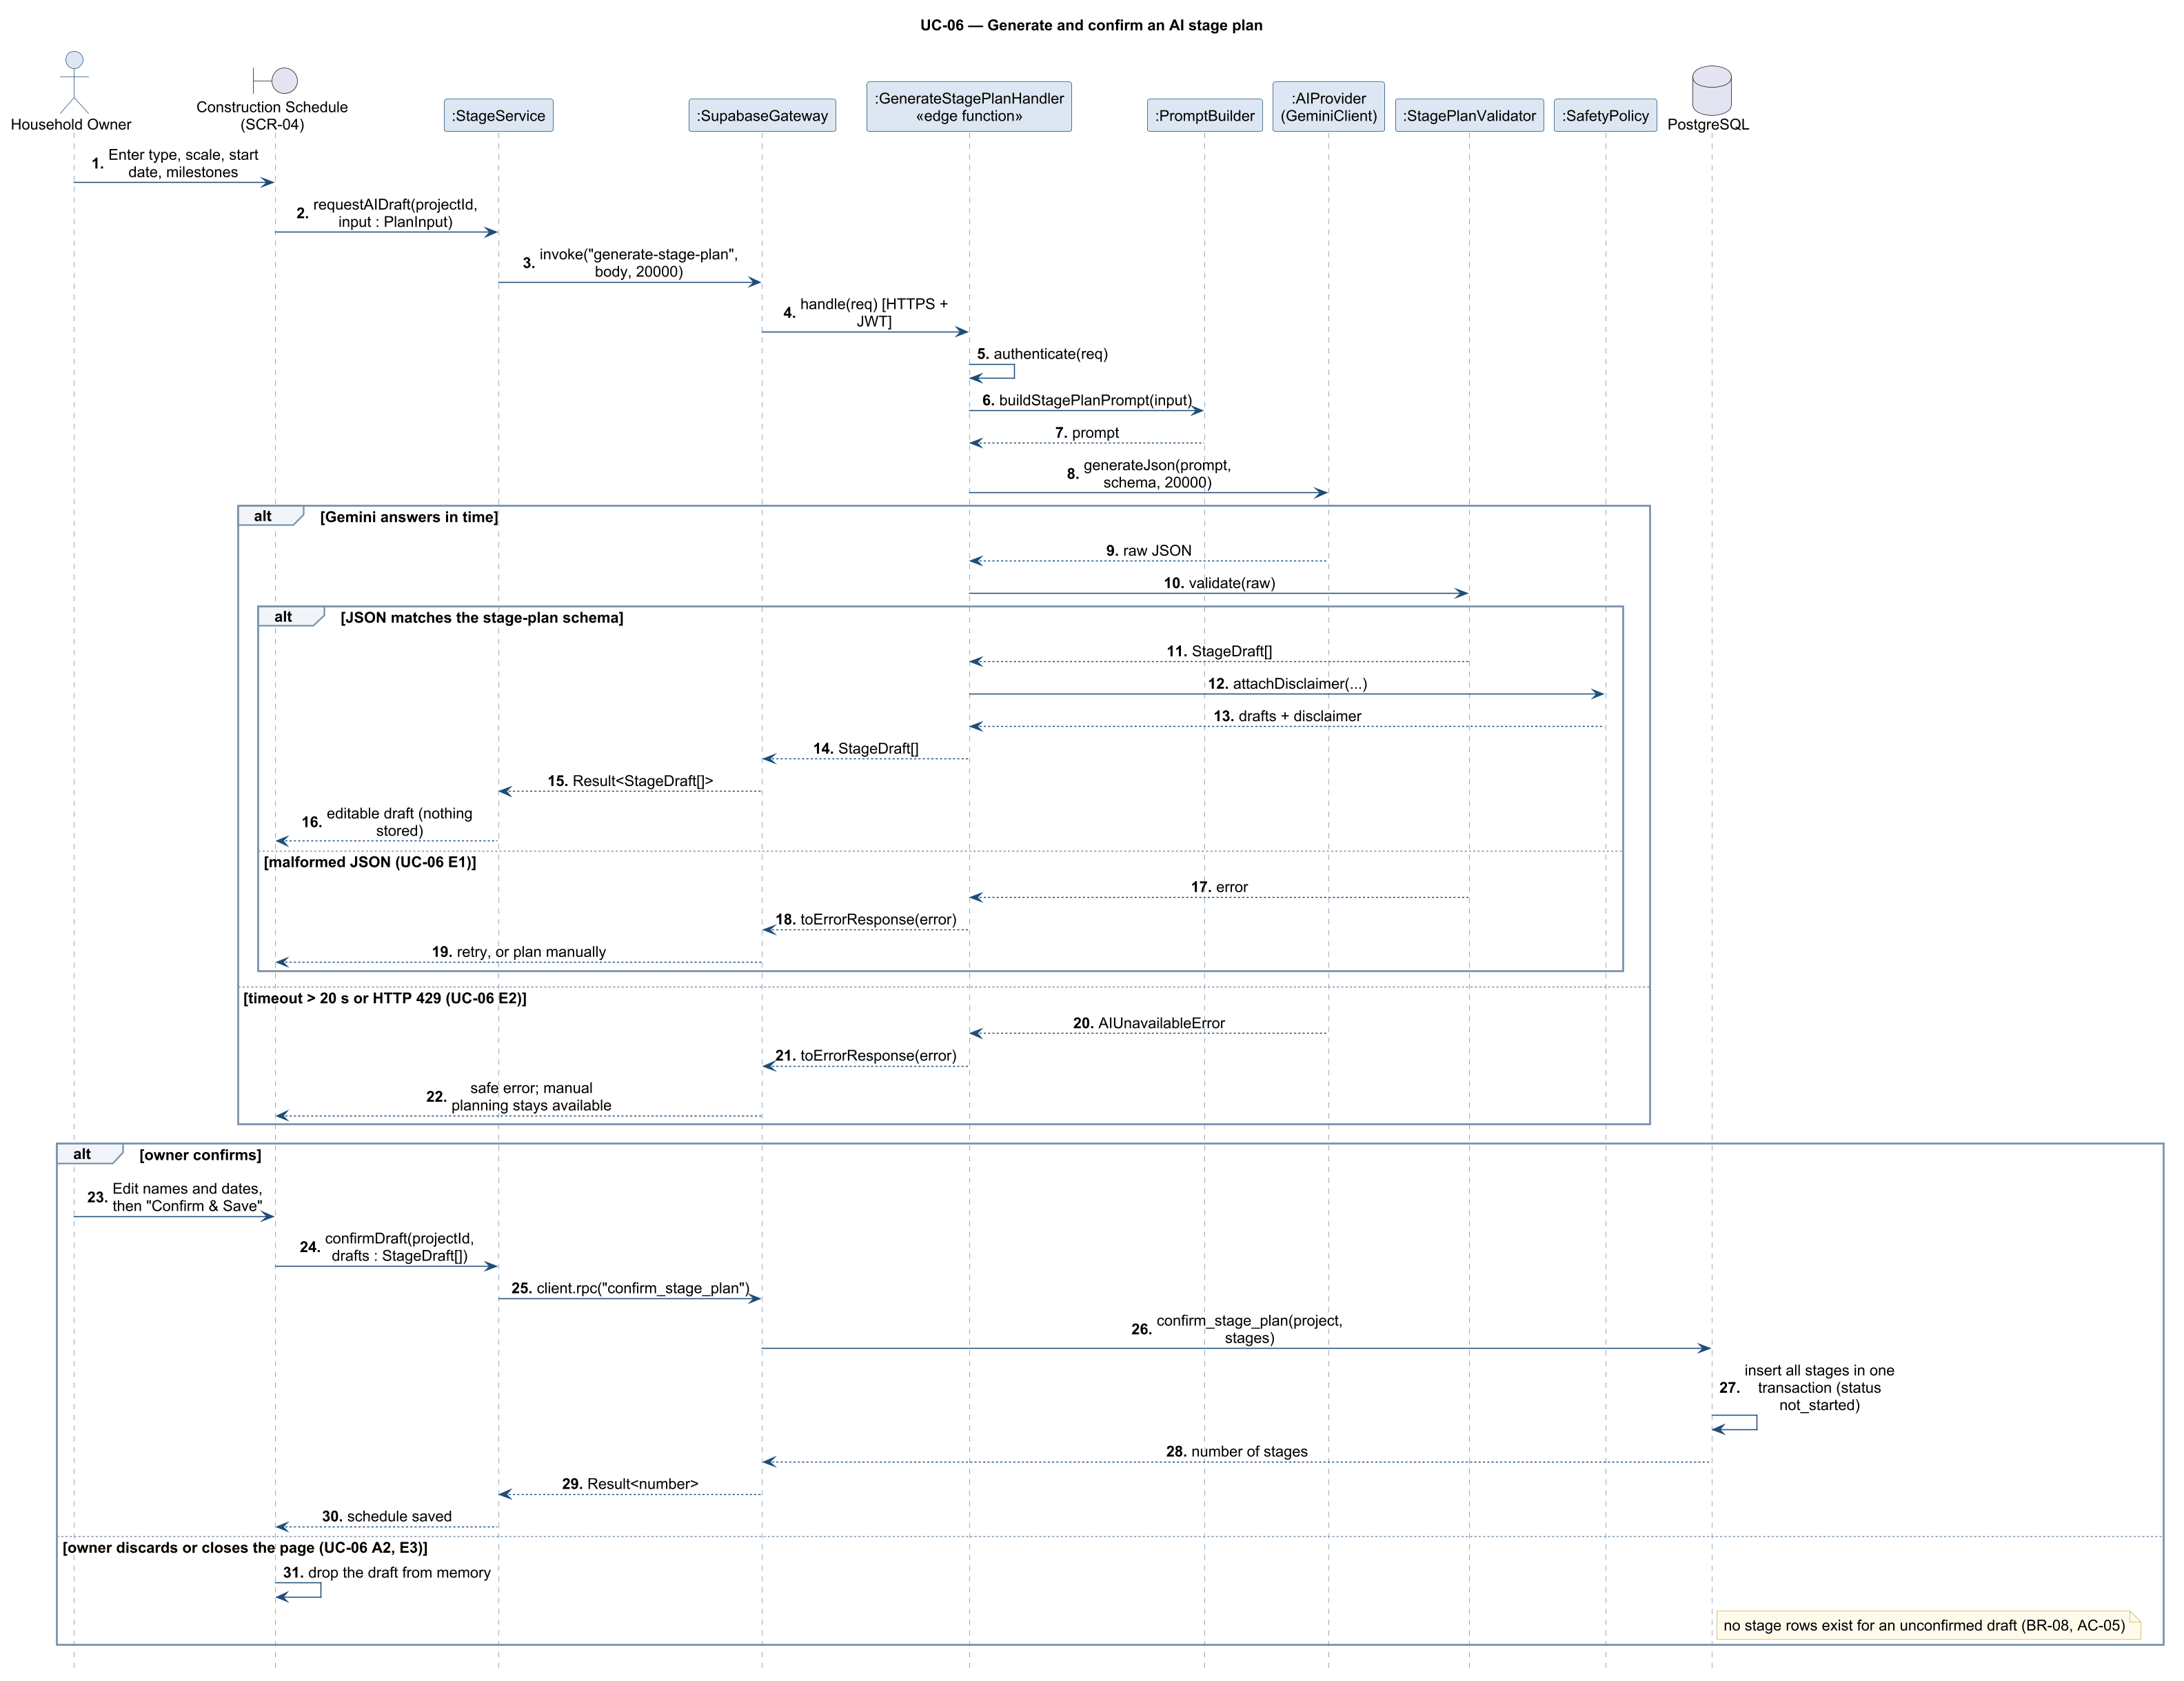 UC-06 — Generate and confirm an AI stage plan
Household Owner
Construction Schedule
(SCR-04)
:StageService
:SupabaseGateway
:GenerateStagePlanHandler
«edge function»
:PromptBuilder
:AIProvider
(GeminiClient)
:StagePlanValidator
:SafetyPolicy
PostgreSQL
1. Enter type, scale, start
date, milestones
2. requestAIDraft(projectId,
input : PlanInput)
3. invoke("generate-stage-plan",
body, 20000)
4. handle(req) [HTTPS +
JWT]
5. authenticate(req)
6. buildStagePlanPrompt(input)
7. prompt
8. generateJson(prompt,
schema, 20000)
alt [Gemini answers in time]
9. raw JSON
10. validate(raw)
alt [JSON matches the stage-plan schema]
11. StageDraft[]
12. attachDisclaimer(...)
13. drafts + disclaimer
14. StageDraft[]
15. Result<StageDraft[]>
16. editable draft (nothing
stored)
[malformed JSON (UC-06 E1)]
17. error
18. toErrorResponse(error)
19. retry, or plan manually
[timeout > 20 s or HTTP 429 (UC-06 E2)]
20. AIUnavailableError
21. toErrorResponse(error)
22. safe error; manual
planning stays available
alt [owner confirms]
23. Edit names and dates,
then "Confirm & Save"
24. confirmDraft(projectId,
drafts : StageDraft[])
25. client.rpc("confirm_stage_plan")
26. confirm_stage_plan(project,
stages)
27. insert all stages in one
transaction (status
not_started)
28. number of stages
29. Result<number>
30. schedule saved
[owner discards or closes the page (UC-06 A2, E3)]
31. drop the draft from memory
no stage rows exist for an unconfirmed draft (BR-08, AC-05)